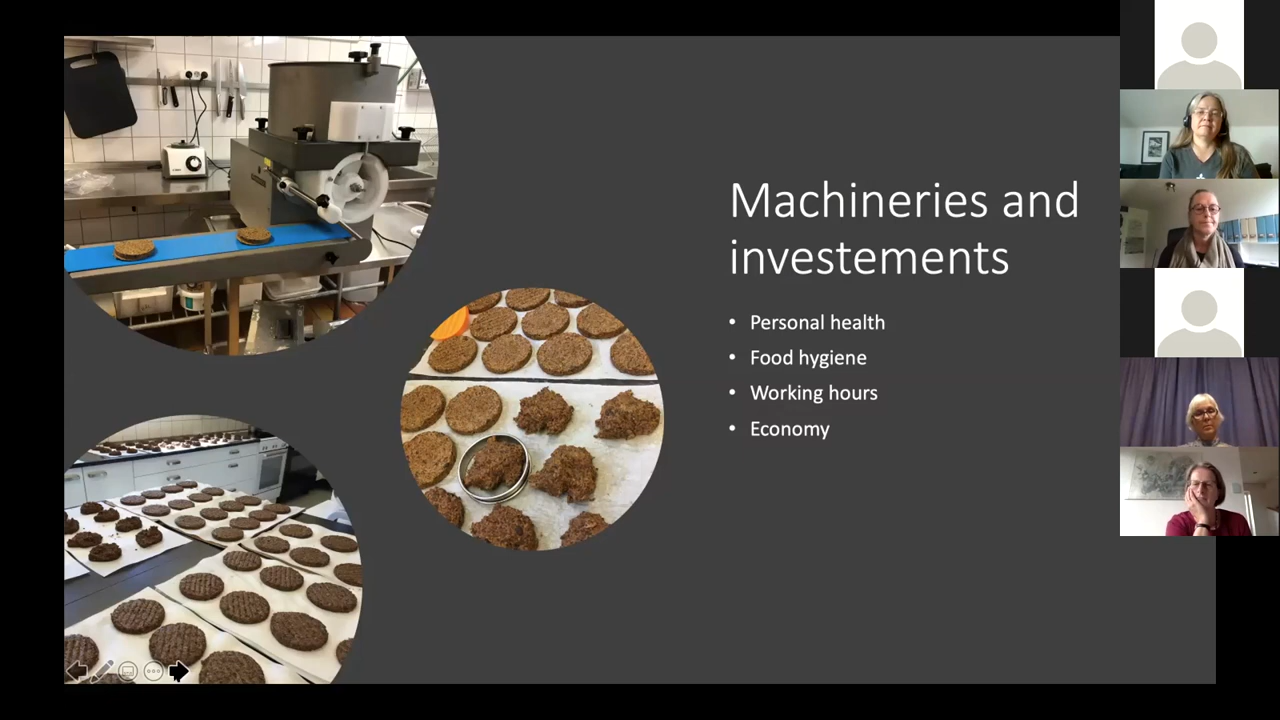 Machineries and
investements
• Personal health
• Food hygiene
• Working hours
• Economy